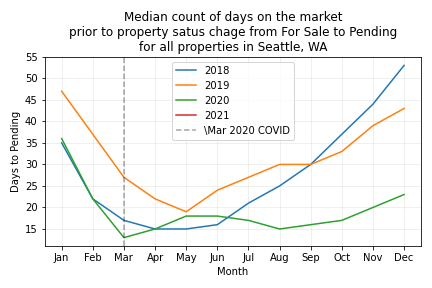 Median count of days on the market
prior to property satus chage from For Sale to Pending
for all properties in Seattle, WA
55
50
45
40
35
30
25
20
15
Days to Pending
2018
2019
2020
2021
\Mar 2020 COVID
Jan Feb Mar Apr May Jun Jul Aug Sep Oct Nov Dec
Month